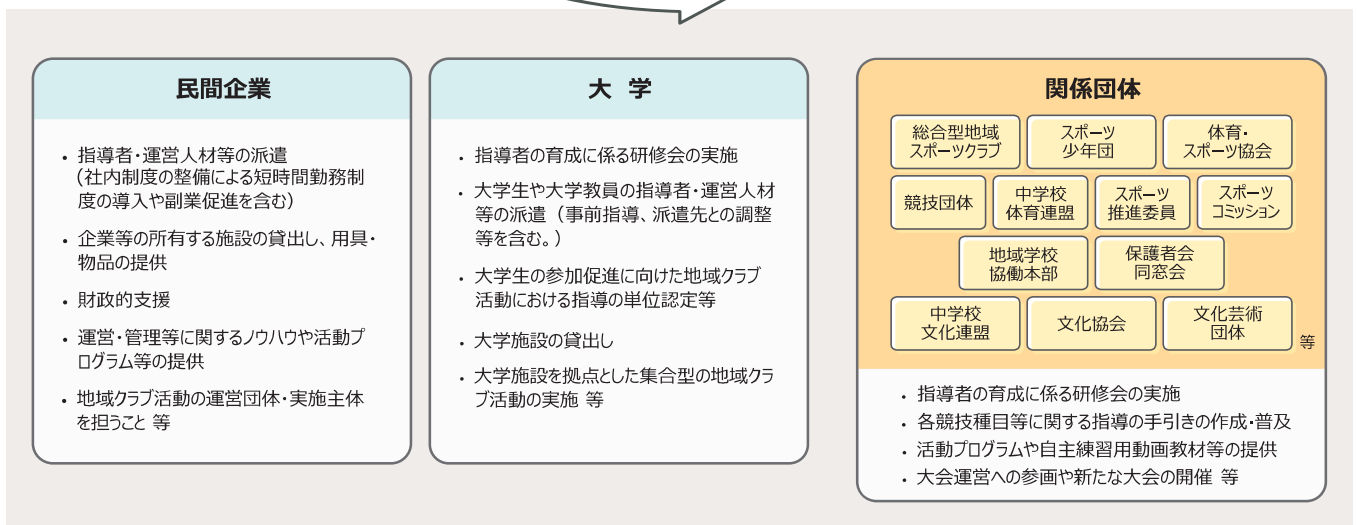 民間企業
・指導者・運営人材等の派遣
(社内制度の整備による短時間勤務制
度の導入や副業促進を含む)
・企業等の所有する施設の貸出し、用具・
物品の提供
・財政的支援
・運営・管理等に関するノウハウや活動プ
ログラム等の提供
・地域クラブ活動の運営団体・実施主体
を担うこと 等
大 学
・指導者の育成に係る研修会の実施
・大学生や大学教員の指導者・運営人材
等の派遣（事前指導、派遣先との調整
等を含む。）
・大学生の参加促進に向けた地域クラブ
活動における指導の単位認定等
・大学施設の貸出し
・大学施設を拠点とした集合型の地域クラ
ブ活動の実施 等
関係団体
総合型地域
スポーツクラブ
スポーツ
少年団
体育・
スポーツ協会
競技団体
中学校
体育連盟
スポーツ
推進委員
スポーツ
コミッション
地域学校
協働本部
保護者会
同窓会
中学校
文化連盟
文化協会
文化芸術
団体
等
・指導者の育成に係る研修会の実施
・各競技種目等に関する指導の手引きの作成・普及
・活動プログラムや自主練習用動画教材等の提供
・大会運営への参画や新たな大会の開催 等